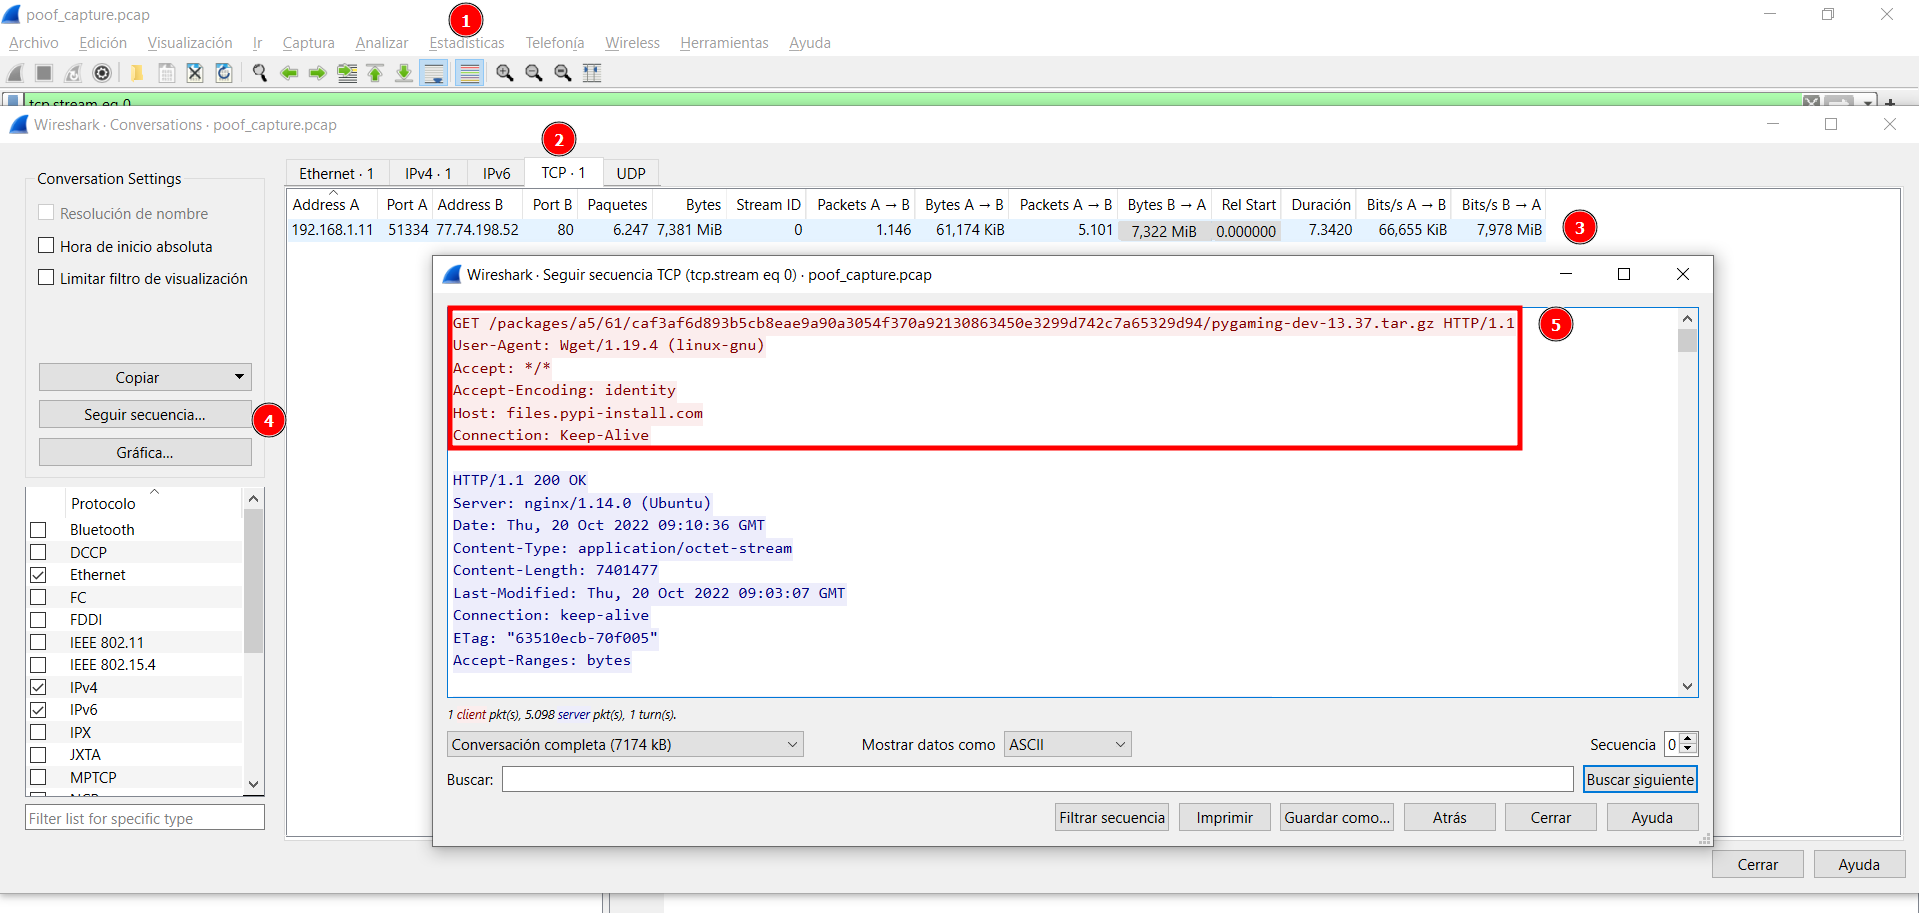 poof_capture.pcap
1
Archivo Edición Visualización Ir Captura Analizar Estadísticas Telefonía Wireless Herramientas Ayuda
tcp.stream eq 0
Wireshark · Conversations · poof_capture.pcap
2
Conversation Settings
Ethernet · 1 IPv4 · 1 IPv6 TCP · 1 UDP
Address A Port A Address B Port B Paquetes Bytes Stream ID Packets A → B Bytes A → B Packets A → B Bytes B → A Rel Start Duración Bits/s A → B Bits/s B → A
192.168.1.11 51334 77.74.198.52 80 6.247 7,381 MiB 0 1.146 61,174 KiB 5.101 7,322 MiB 0.000000 7.3420 66,655 KiB 7,978 MiB
3
Resolución de nombre
Hora de inicio absoluta
Limitar filtro de visualización
Copiar
Seguir secuencia...
4
Gráfica...
Protocolo
Bluetooth
DCCP
Ethernet
FC
FDDI
IEEE 802.11
IEEE 802.15.4
IPv4
IPv6
IPX
JXTA
MPTCP
NCP
Filter list for specific type
Wireshark · Seguir secuencia TCP (tcp.stream eq 0) · poof_capture.pcap
GET /packages/a5/61/caf3af6d893b5cb8eae9a90a3054f370a92130863450e3299d742c7a65329d94/pygaming-dev-13.37.tar.gz HTTP/1.1
5
User-Agent: Wget/1.19.4 (linux-gnu)
Accept: */*
Accept-Encoding: identity
Host: files.pypi-install.com
Connection: Keep-Alive
HTTP/1.1 200 OK
Server: nginx/1.14.0 (Ubuntu)
Date: Thu, 20 Oct 2022 09:10:36 GMT
Content-Type: application/octet-stream
Content-Length: 7401477
Last-Modified: Thu, 20 Oct 2022 09:03:07 GMT
Connection: keep-alive
ETag: "63510ecb-70f005"
Accept-Ranges: bytes
1 client pkt(s), 5.098 server pkt(s), 1 turn(s).
Conversación completa (7174 kB) Mostrar datos como ASCII Secuencia 0
Buscar: Buscar siguiente
Filtrar secuencia Imprimir Guardar como... Atrás Cerrar Ayuda
Cerrar Ayuda